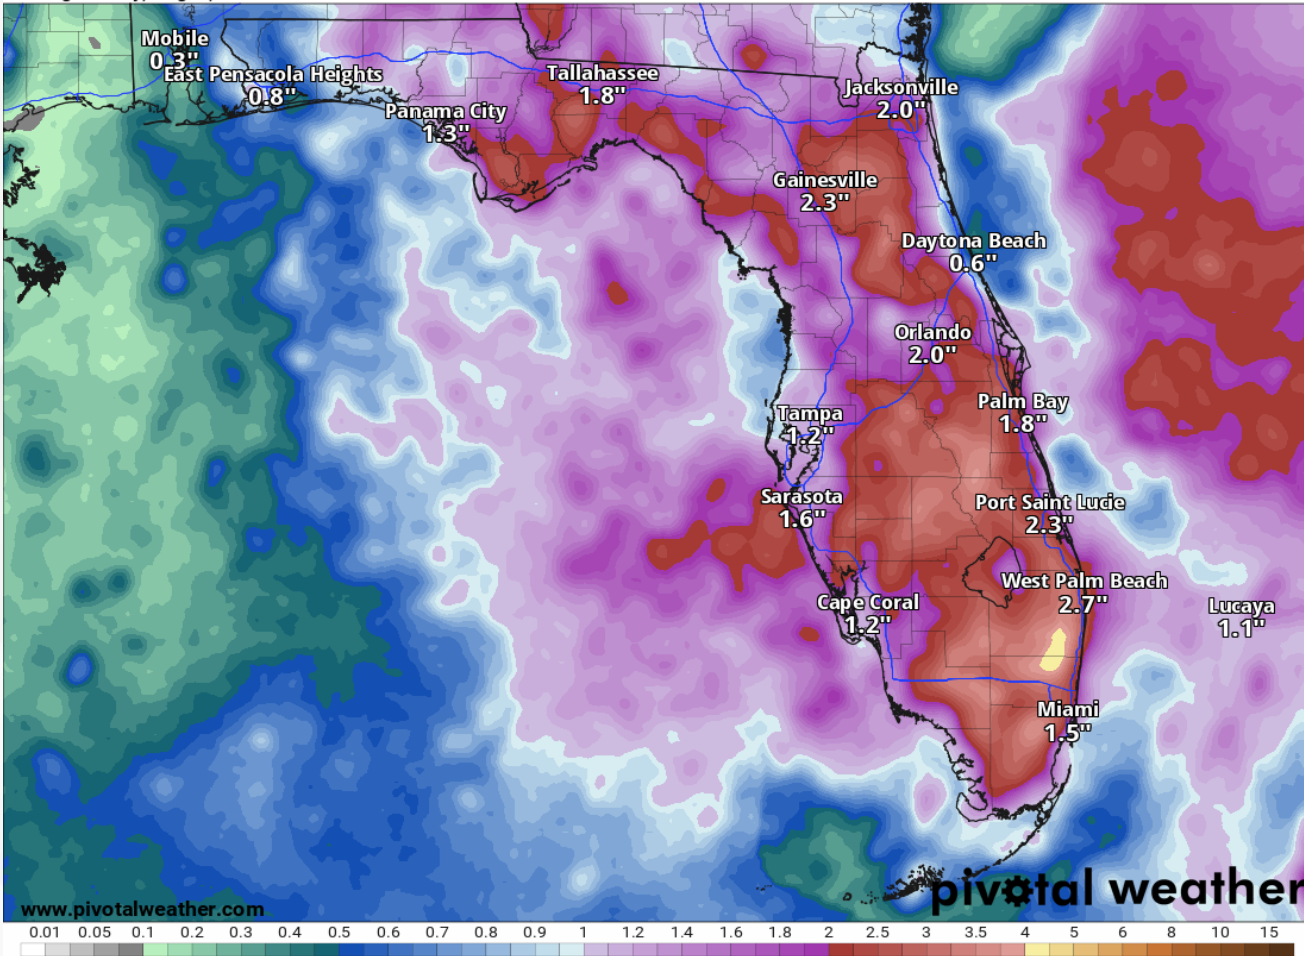 Mobile
0.3"
East Pensacola Heights
0.8"
Tallahassee
1.8"
Panama City
1.3"
Jacksonville
2.0"
Gainesville
2.3"
Daytona Beach
0.6"
Orlando
2.0"
Palm Bay
1.8"
Tampa
1.2"
Sarasota
1.6"
Port Saint Lucie
2.3"
West Palm Beach
2.7"
Cape Coral
1.2"
Lucaya
1.1"
Miami
1.5"
pivotal weather
www.pivotalweather.com
0.01 0.05 0.1 0.2 0.3 0.4 0.5 0.6 0.7 0.8 0.9 1 1.2 1.4 1.6 1.8 2 2.5 3 3.5 4 5 6 8 10 15